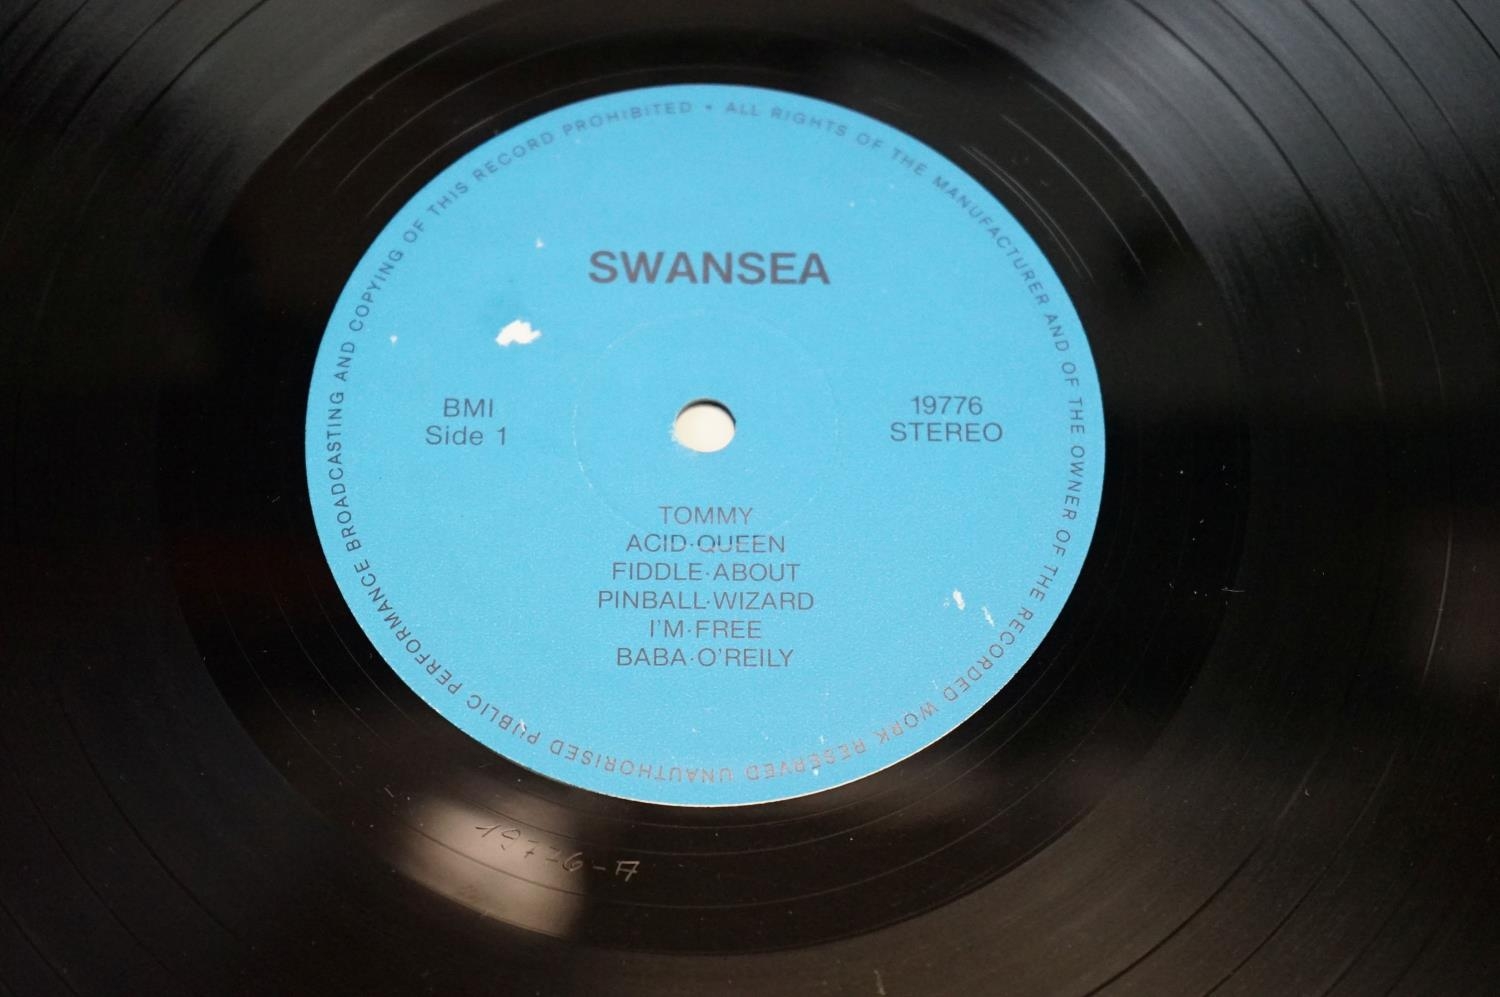 ALL RIGHTS OF THE MANUFACTURER AND OF THE OWNER OF THE RECORDED WORK RESERVED UNAUTHORISED PUBLIC PERFORMANCE BROADCASTING AND COPYING OF THIS RECORD PROHIBITED •
SWANSEA
BMI
Side 1
19776
STEREO
TOMMY
ACID·QUEEN
FIDDLE·ABOUT
PINBALL·WIZARD
I'M·FREE
BABA·O'REILY
19776-A